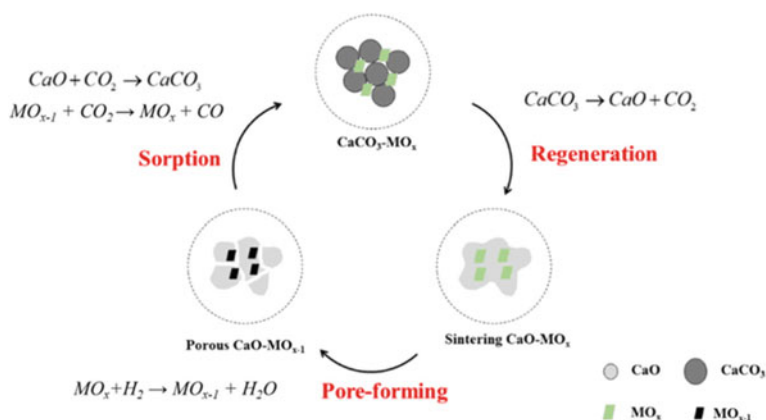 CaO + CO₂ → CaCO₃
MOₓ₋₁ + CO₂ → MOₓ + CO
Sorption
CaCO₃-MOₓ
CaCO₃ → CaO + CO₂
Regeneration
Porous CaO-MOₓ₋₁
Sintering CaO-MOₓ
MOₓ+H₂ → MOₓ₋₁ + H₂O
Pore-forming
CaO
CaCO₃
MOₓ
MOₓ₋₁